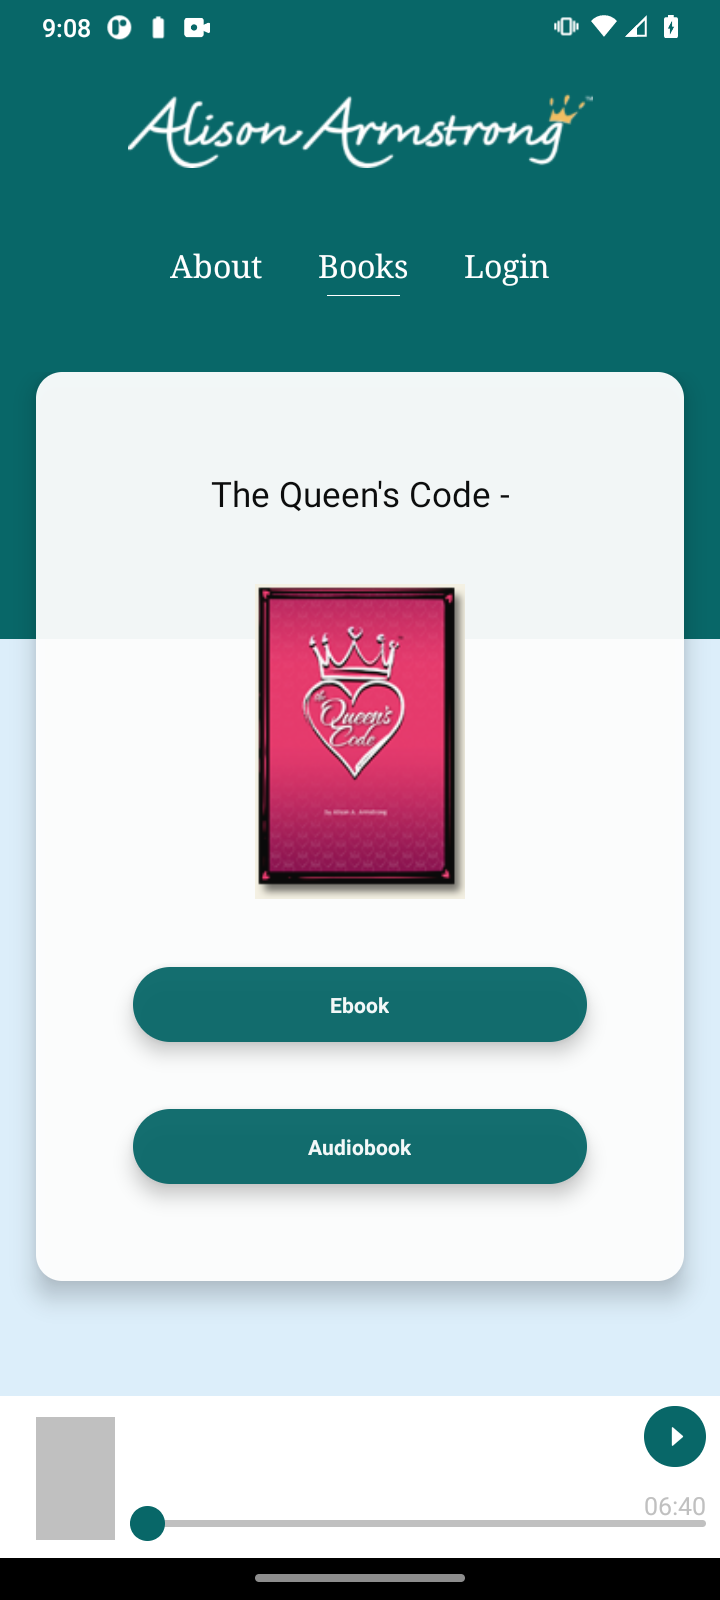 9:08
Alison Armstrong™
About Books Login
The Queen's Code -
the
Queen's
Code
by Alison A. Armstrong
Ebook
Audiobook
06:40